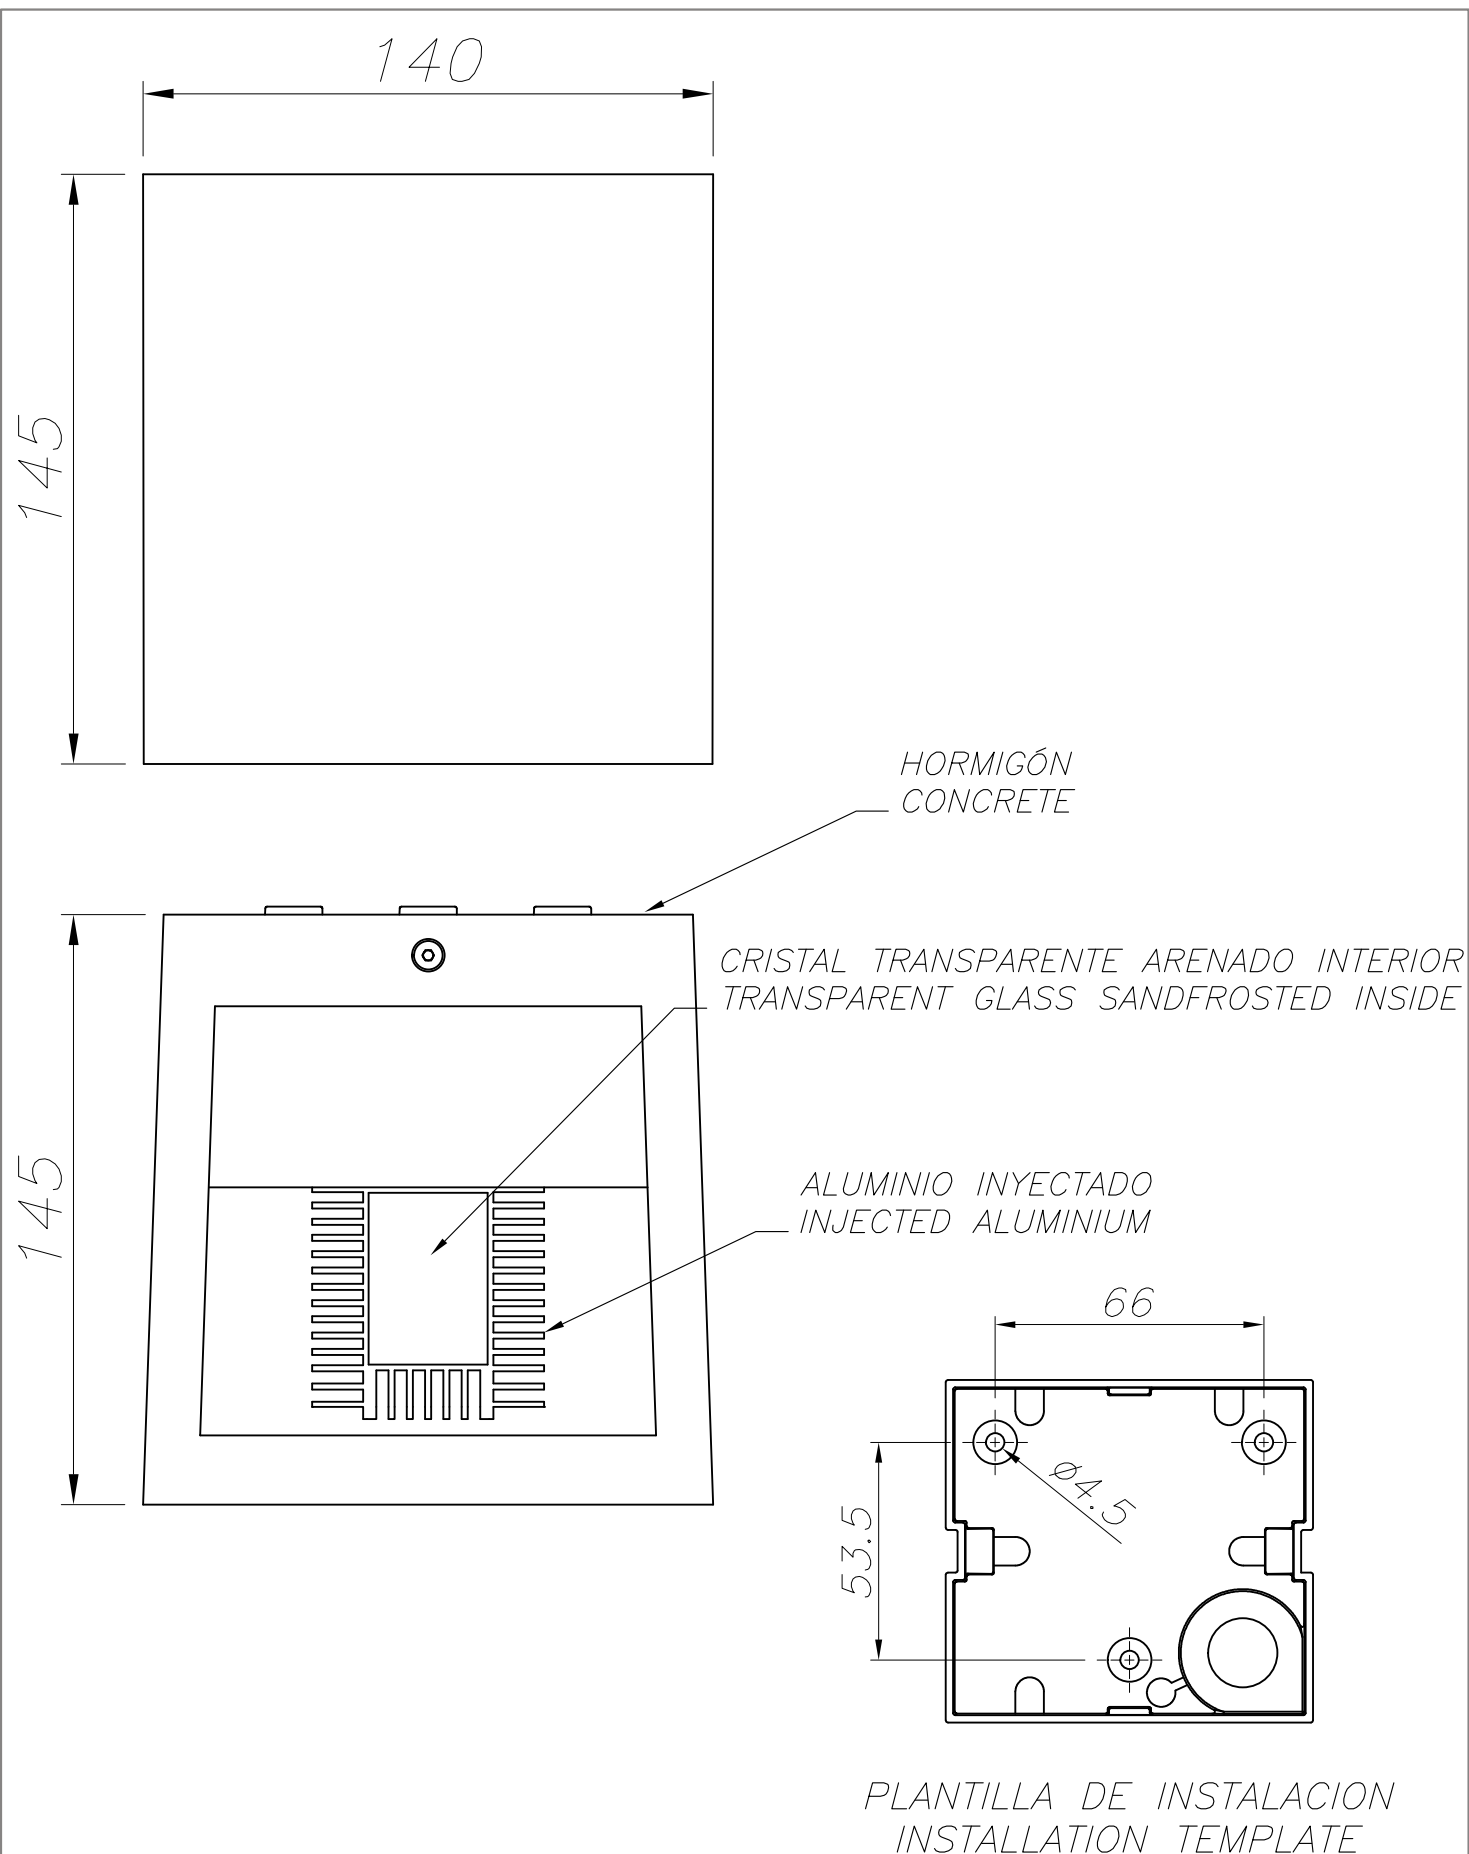 140
145
HORMIGÓN
CONCRETE
CRISTAL TRANSPARENTE ARENADO INTERIOR
TRANSPARENT GLASS SANDFROSTED INSIDE
145
ALUMINIO INYECTADO
INJECTED ALUMINIUM
66
Ø4.5
53.5
PLANTILLA DE INSTALACION
INSTALLATION TEMPLATE